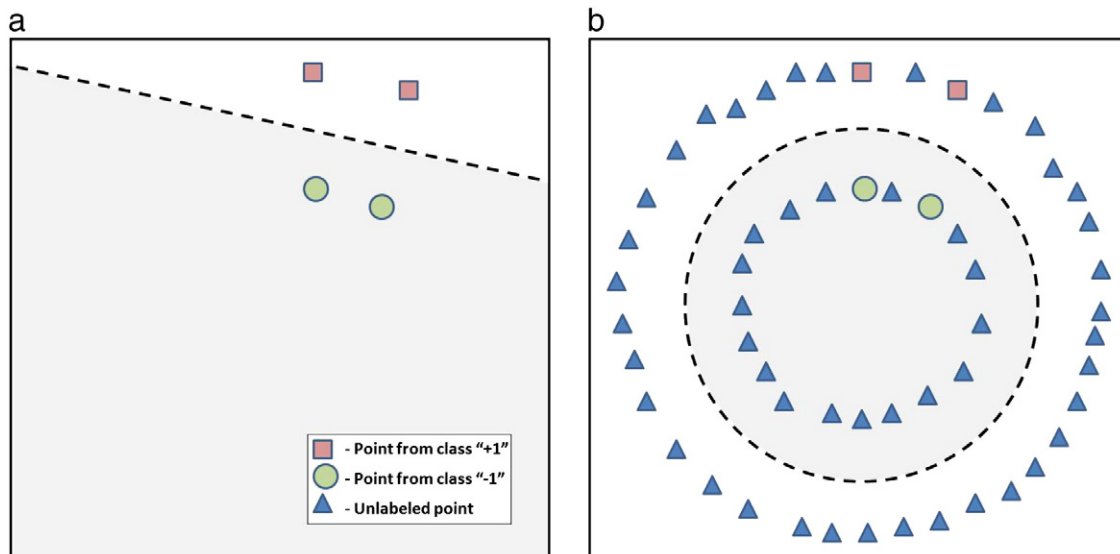 a
b
- Point from class “+1”
- Point from class “-1”
- Unlabeled point